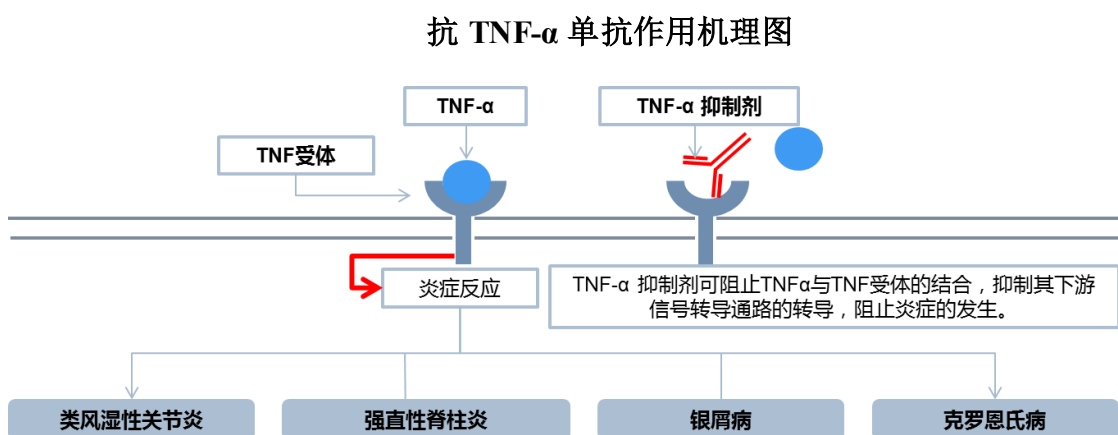 抗 TNF-α 单抗作用机理图
TNF-α
TNF-α 抑制剂
TNF受体
炎症反应
TNF-α 抑制剂可阻止TNFα与TNF受体的结合，抑制其下游
信号转导通路的转导，阻止炎症的发生。
类风湿性关节炎
强直性脊柱炎
银屑病
克罗恩氏病